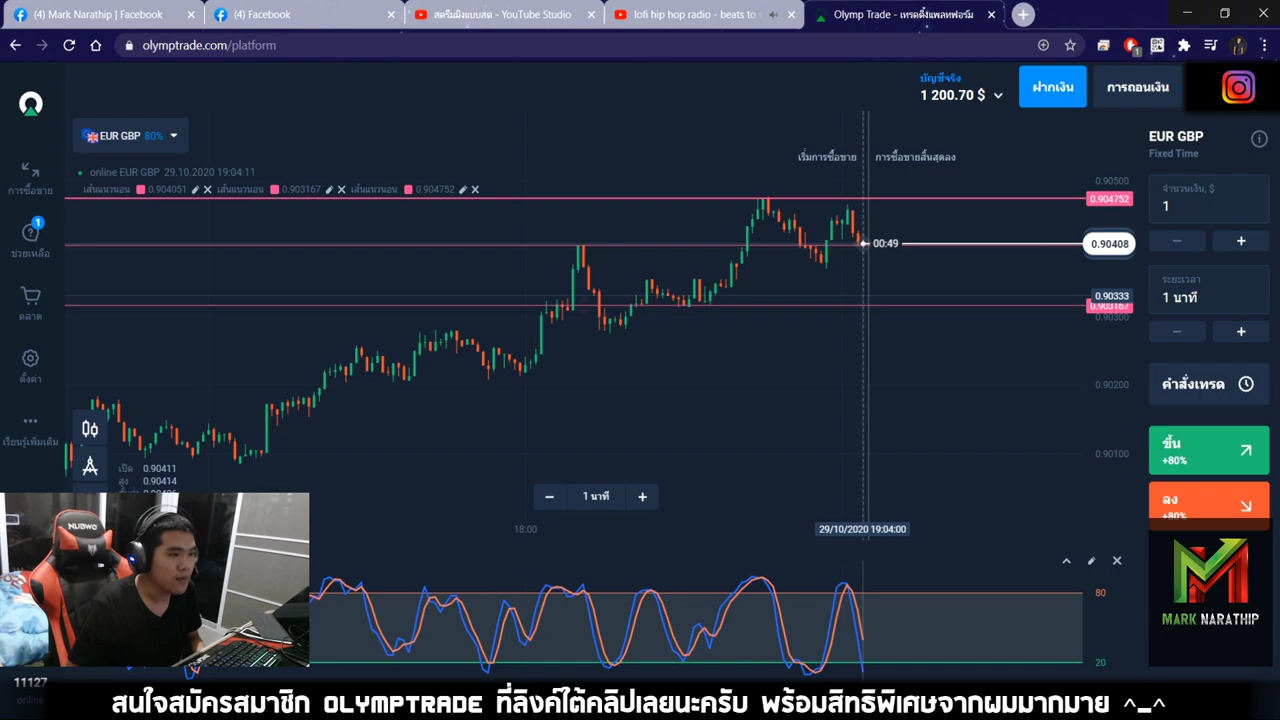 (4) Mark Narathip | Facebook
(4) Facebook
สตรีมมิงแบบสด - YouTube Studio
lofi hip hop radio - beats to
Olymp Trade - เทรดดิ้งแพลทฟอร์ม
olymptrade.com/platform
1
บัญชีจริง
1 200.70 $
ฝากเงิน
การถอนเงิน
EUR GBP 80%
EUR GBP
Fixed Time
เริ่มการซื้อขาย
การซื้อขายสิ้นสุดลง
online EUR GBP 29.10.2020 19:04:11
เส้นแนวนอน 0.904051 เส้นแนวนอน 0.903167 เส้นแนวนอน 0.904752
การซื้อขาย
1
ช่วยเหลือ
ตลาด
ตั้งค่า
เรียนรู้เพิ่มเติม
0.90500
0.904752
00:49
0.90408
0.90333
0.903167
0.90300
0.90200
0.90100
จำนวนเงิน, $
1
ระยะเวลา
1 นาที
คำสั่งเทรด
ขึ้น
+80%
ลง
+80%
เปิด 0.90411
สูง 0.90414
1 นาที
18:00
29/10/2020 19:04:00
80
20
NUBWO
MARK NARATHIP
11127
online
สนใจสมัครสมาชิก OLYMPTRADE ที่ลิงค์ใต้คลิปเลยนะครับ พร้อมสิทธิพิเศษจากผมมากมาย ^_^